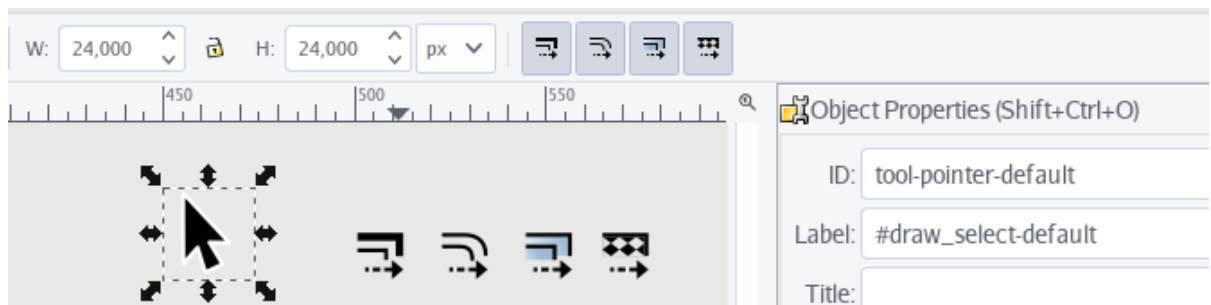 W: 24,000 H: 24,000 px
450 500 550
Object Properties (Shift+Ctrl+O)
ID: tool-pointer-default
Label: #draw_select-default
Title: